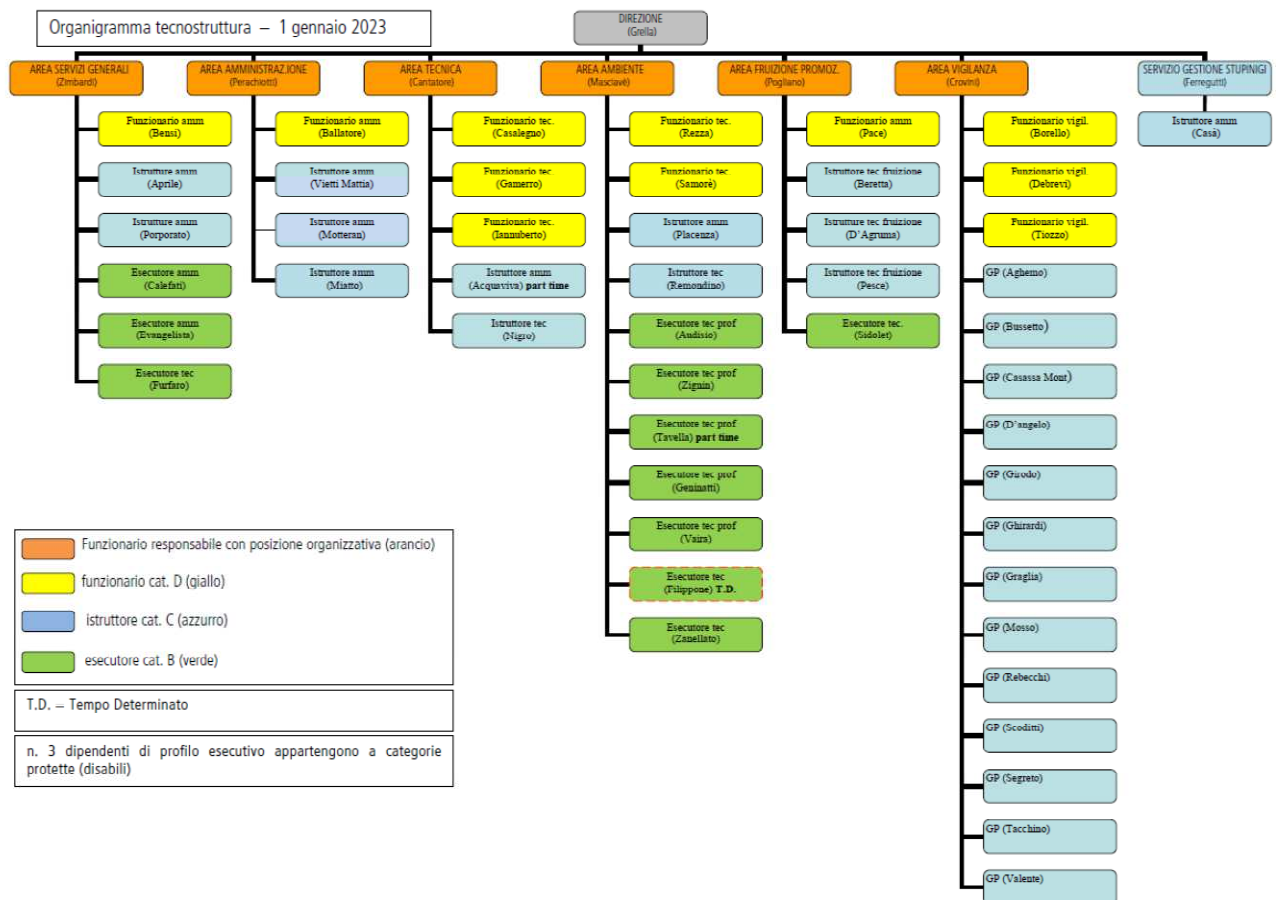 Organigramma tecnostruttura – 1 gennaio 2023
DIREZIONE
(Grella)
AREA SERVIZI GENERALI
(Zimbardi)
Funzionario amm
(Bensi)
Istruttore amm
(Aprile)
Istruttore amm
(Porporato)
Esecutore amm
(Calefati)
Esecutore amm
(Evangelista)
Esecutore tec
(Furfaro)
AREA AMMINISTRAZ.IONE
(Perachiotti)
Funzionario amm
(Ballatore)
Istruttore amm
(Vietti Mattia)
Istruttore amm
(Motteran)
Istruttore amm
(Miatto)
AREA TECNICA
(Cantatore)
Funzionario tec.
(Casalegno)
Funzionario tec.
(Gamerro)
Funzionario tec.
(Iannuberto)
Istruttore amm
(Acquaviva) part time
Istruttore tec
(Nigro)
AREA AMBIENTE
(Masciavè)
Funzionario tec.
(Rezza)
Funzionario tec.
(Samorè)
Istruttore amm
(Placenza)
Istruttore tec
(Remondino)
Esecutore tec prof
(Audisio)
Esecutore tec prof
(Zignin)
Esecutore tec prof
(Tavella) part time
Esecutore tec prof
(Geninatti)
Esecutore tec prof
(Vaira)
Esecutore tec
(Filippone) T.D.
Esecutore tec
(Zanellato)
AREA FRUIZIONE PROMOZ.
(Pogliano)
Funzionario amm
(Pace)
Istruttore tec fruizione
(Beretta)
Istruttore tec fruizione
(D'Agruma)
Istruttore tec fruizione
(Pesce)
Esecutore tec.
(Sidolet)
AREA VIGILANZA
(Crovini)
Funzionario vigil.
(Borello)
Funzionario vigil.
(Debrevi)
Funzionario vigil.
(Tiozzo)
GP (Aghemo)
GP (Bussetto)
GP (Casassa Mont)
GP (D'angelo)
GP (Girodo)
GP (Ghirardi)
GP (Graglia)
GP (Mosso)
GP (Rebecchi)
GP (Scoditti)
GP (Segreto)
GP (Tacchino)
GP (Valente)
SERVIZIO GESTIONE STUPINIGI
(Ferregutti)
Istruttore amm
(Casà)
Funzionario responsabile con posizione organizzativa (arancio)
funzionario cat. D (giallo)
istruttore cat. C (azzurro)
esecutore cat. B (verde)
T.D. – Tempo Determinato
n. 3 dipendenti di profilo esecutivo appartengono a categorie
protette (disabili)